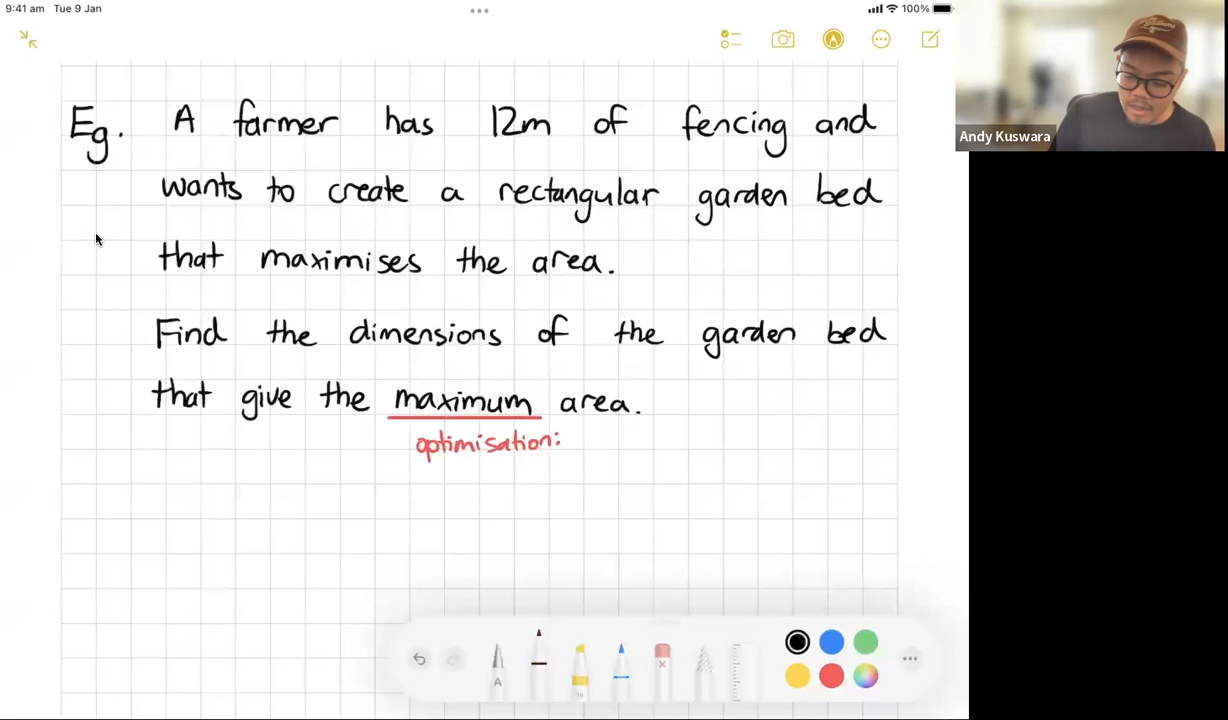 9:41 am Tue 9 Jan
100%
Eg. A farmer has 12m of fencing and
wants to create a rectangular garden bed
that maximises the area.
Find the dimensions of the garden bed
that give the maximum area.
optimisation:
A
Andy Kuswara